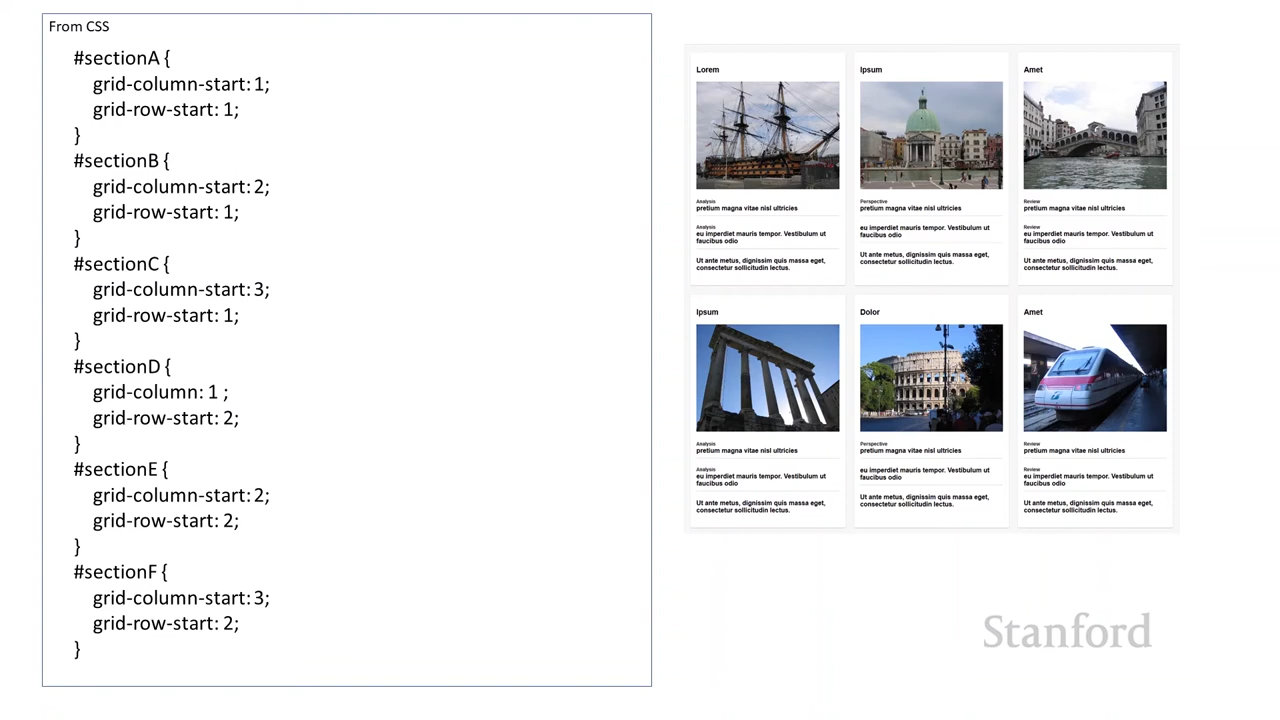 From CSS
#sectionA {
grid-column-start: 1;
grid-row-start: 1;
}
#sectionB {
grid-column-start: 2;
grid-row-start: 1;
}
#sectionC {
grid-column-start: 3;
grid-row-start: 1;
}
#sectionD {
grid-column: 1 ;
grid-row-start: 2;
}
#sectionE {
grid-column-start: 2;
grid-row-start: 2;
}
#sectionF {
grid-column-start: 3;
grid-row-start: 2;
}
Lorem
Analysis
pretium magna vitae nisl ultricies
Analysis
eu imperdiet mauris tempor. Vestibulum ut
faucibus odio
Ut ante metus, dignissim quis massa eget,
consectetur sollicitudin lectus.
Ipsum
Perspective
pretium magna vitae nisl ultricies
eu imperdiet mauris tempor. Vestibulum ut
faucibus odio
Ut ante metus, dignissim quis massa eget,
consectetur sollicitudin lectus.
Amet
Review
pretium magna vitae nisl ultricies
Review
eu imperdiet mauris tempor. Vestibulum ut
faucibus odio
Ut ante metus, dignissim quis massa eget,
consectetur sollicitudin lectus.
Ipsum
Analysis
pretium magna vitae nisl ultricies
Analysis
eu imperdiet mauris tempor. Vestibulum ut
faucibus odio
Ut ante metus, dignissim quis massa eget,
consectetur sollicitudin lectus.
Dolor
Perspective
pretium magna vitae nisl ultricies
eu imperdiet mauris tempor. Vestibulum ut
faucibus odio
Ut ante metus, dignissim quis massa eget,
consectetur sollicitudin lectus.
Amet
Review
pretium magna vitae nisl ultricies
Review
eu imperdiet mauris tempor. Vestibulum ut
faucibus odio
Ut ante metus, dignissim quis massa eget,
consectetur sollicitudin lectus.
Stanford